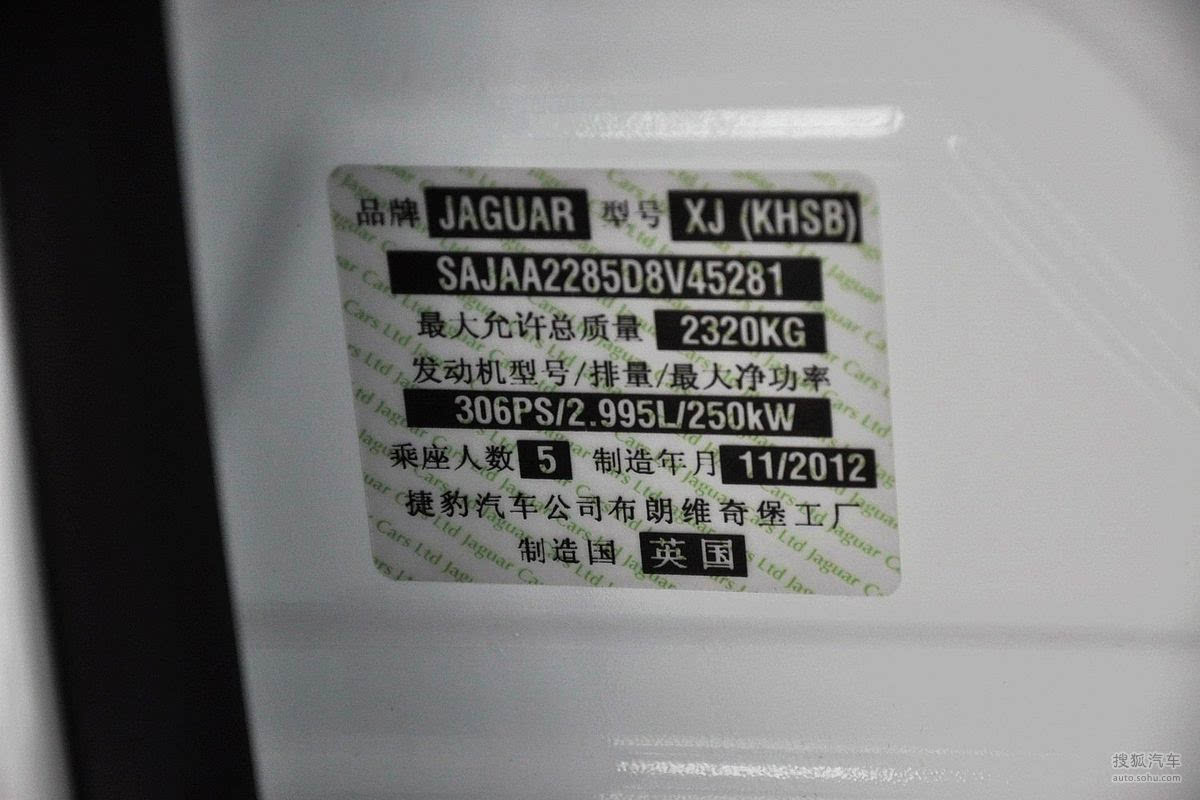 品牌 JAGUAR 型号 XJ (KHSB)
SAJAA2285D8V45281
最大允许总质量 2320KG
发动机型号/排量/最大净功率
306PS/2.995L/250kW
乘座人数 5 制造年月 11/2012
捷豹汽车公司布朗维奇堡工厂
制造国 英国
搜狐汽车
auto.sohu.com